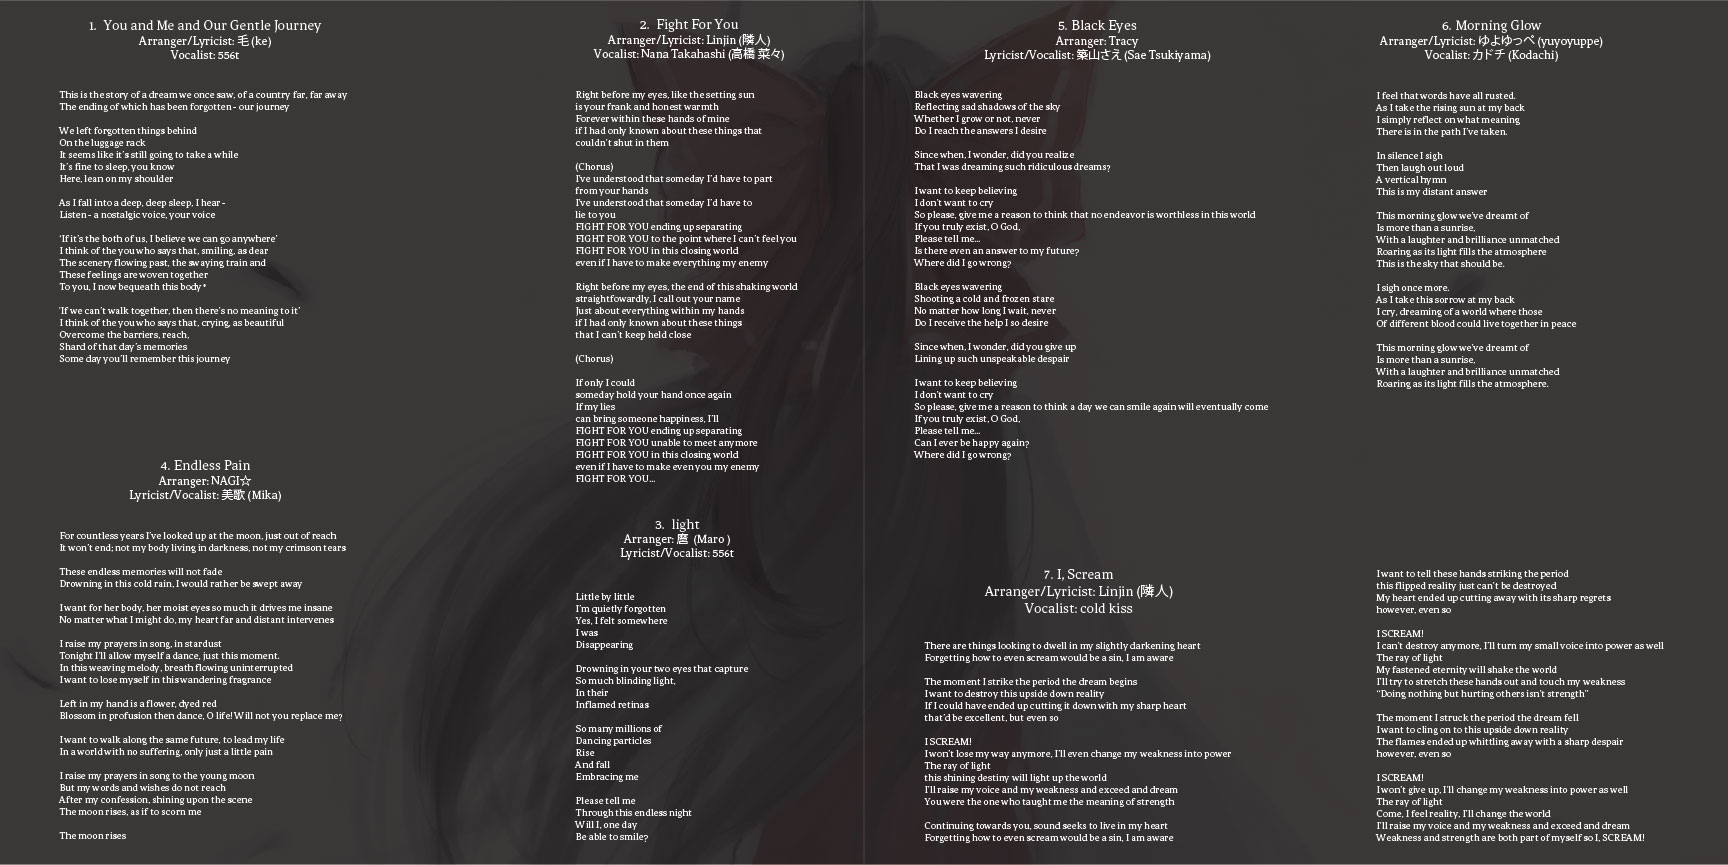 1. You and Me and Our Gentle Journey
Arranger/Lyricist: 毛 (ke)
Vocalist: 556t
This is the story of a dream we once saw, of a country far, far away
The ending of which has been forgotten - our journey
We left forgotten things behind
On the luggage rack
It seems like it's still going to take a while
It's fine to sleep, you know
Here, lean on my shoulder
As I fall into a deep, deep sleep, I hear -
Listen - a nostalgic voice, your voice
'If it's the both of us, I believe we can go anywhere'
I think of the you who says that, smiling, as dear
The scenery flowing past, the swaying train and
These feelings are woven together
To you, I now bequeath this body *
'If we can't walk together, then there's no meaning to it'
I think of the you who says that, crying, as beautiful
Overcome the barriers, reach,
Shard of that day's memories
Some day you'll remember this journey
2. Fight For You
Arranger/Lyricist: Linjin (隣人)
Vocalist: Nana Takahashi (高橋 菜々)
Right before my eyes, like the setting sun
is your frank and honest warmth
Forever within these hands of mine
if I had only known about these things that
couldn't shut in them
(Chorus)
I've understood that someday I'd have to part
from your hands
I've understood that someday I'd have to
lie to you
FIGHT FOR YOU ending up separating
FIGHT FOR YOU to the point where I can't feel you
FIGHT FOR YOU in this closing world
even if I have to make everything my enemy
Right before my eyes, the end of this shaking world
straightfowardly, I call out your name
Just about everything within my hands
if I had only known about these things
that I can't keep held close
(Chorus)
If only I could
someday hold your hand once again
If my lies
can bring someone happiness, I'll
FIGHT FOR YOU ending up separating
FIGHT FOR YOU unable to meet anymore
FIGHT FOR YOU in this closing world
even if I have to make even you my enemy
FIGHT FOR YOU...
3. light
Arranger: 磨 (Maro )
Lyricist/Vocalist: 556t
Little by little
I'm quietly forgotten
Yes, I felt somewhere
I was
Disappearing
Drowning in your two eyes that capture
So much blinding light,
In their
Inflamed retinas
So many millions of
Dancing particles
Rise
And fall
Embracing me
Please tell me
Through this endless night
Will I, one day
Be able to smile?
4. Endless Pain
Arranger: NAGI☆
Lyricist/Vocalist: 美歌 (Mika)
For countless years I've looked up at the moon, just out of reach
It won't end; not my body living in darkness, not my crimson tears
These endless memories will not fade
Drowning in this cold rain, I would rather be swept away
I want for her body, her moist eyes so much it drives me insane
No matter what I might do, my heart far and distant intervenes
I raise my prayers in song, in stardust
Tonight I'll allow myself a dance, just this moment.
In this weaving melody, breath flowing uninterrupted
I want to lose myself in this wandering fragrance
Left in my hand is a flower, dyed red
Blossom in profusion then dance, O life! Will not you replace me?
I want to walk along the same future, to lead my life
In a world with no suffering, only just a little pain
I raise my prayers in song to the young moon
But my words and wishes do not reach
After my confession, shining upon the scene
The moon rises, as if to scorn me
The moon rises
5. Black Eyes
Arranger: Tracy
Lyricist/Vocalist: 築山さえ (Sae Tsukiyama)
Black eyes wavering
Reflecting sad shadows of the sky
Whether I grow or not, never
Do I reach the answers I desire
Since when, I wonder, did you realize
That I was dreaming such ridiculous dreams?
I want to keep believing
I don't want to cry
So please, give me a reason to think that no endeavor is worthless in this world
If you truly exist, O God,
Please tell me...
Is there even an answer to my future?
Where did I go wrong?
Black eyes wavering
Shooting a cold and frozen stare
No matter how long I wait, never
Do I receive the help I so desire
Since when, I wonder, did you give up
Lining up such unspeakable despair
I want to keep believing
I don't want to cry
So please, give me a reason to think a day we can smile again will eventually come
If you truly exist, O God,
Please tell me...
Can I ever be happy again?
Where did I go wrong?
6. Morning Glow
Arranger/Lyricist: ゆよゆっぺ (yuyoyuppe)
Vocalist: カドチ (Kodachi)
I feel that words have all rusted.
As I take the rising sun at my back
I simply reflect on what meaning
There is in the path I've taken.
In silence I sigh
Then laugh out loud
A vertical hymn
This is my distant answer
This morning glow we've dreamt of
Is more than a sunrise,
With a laughter and brilliance unmatched
Roaring as its light fills the atmosphere
This is the sky that should be.
I sigh once more.
As I take this sorrow at my back
I cry, dreaming of a world where those
Of different blood could live together in peace
This morning glow we've dreamt of
Is more than a sunrise,
With a laughter and brilliance unmatched
Roaring as its light fills the atmosphere.
7. I, Scream
Arranger/Lyricist: Linjin (隣人)
Vocalist: cold kiss
There are things looking to dwell in my slightly darkening heart
Forgetting how to even scream would be a sin, I am aware
The moment I strike the period the dream begins
I want to destroy this upside down reality
If I could have ended up cutting it down with my sharp heart
that'd be excellent, but even so
I SCREAM!
I won't lose my way anymore, I'll even change my weakness into power
The ray of light
this shining destiny will light up the world
I'll raise my voice and my weakness and exceed and dream
You were the one who taught me the meaning of strength
Continuing towards you, sound seeks to live in my heart
Forgetting how to even scream would be a sin, I am aware
I want to tell these hands striking the period
this flipped reality just can't be destroyed
My heart ended up cutting away with its sharp regrets
however, even so
I SCREAM!
I can't destroy anymore, I'll turn my small voice into power as well
The ray of light
My fastened eternity will shake the world
I'll try to stretch these hands out and touch my weakness
"Doing nothing but hurting others isn't strength"
The moment I struck the period the dream fell
I want to cling on to this upside down reality
The flames ended up whittling away with a sharp despair
however, even so
I SCREAM!
I won't give up, I'll change my weakness into power as well
The ray of light
Come, I feel reality, I'll change the world
I'll raise my voice and my weakness and exceed and dream
Weakness and strength are both part of myself so I, SCREAM!